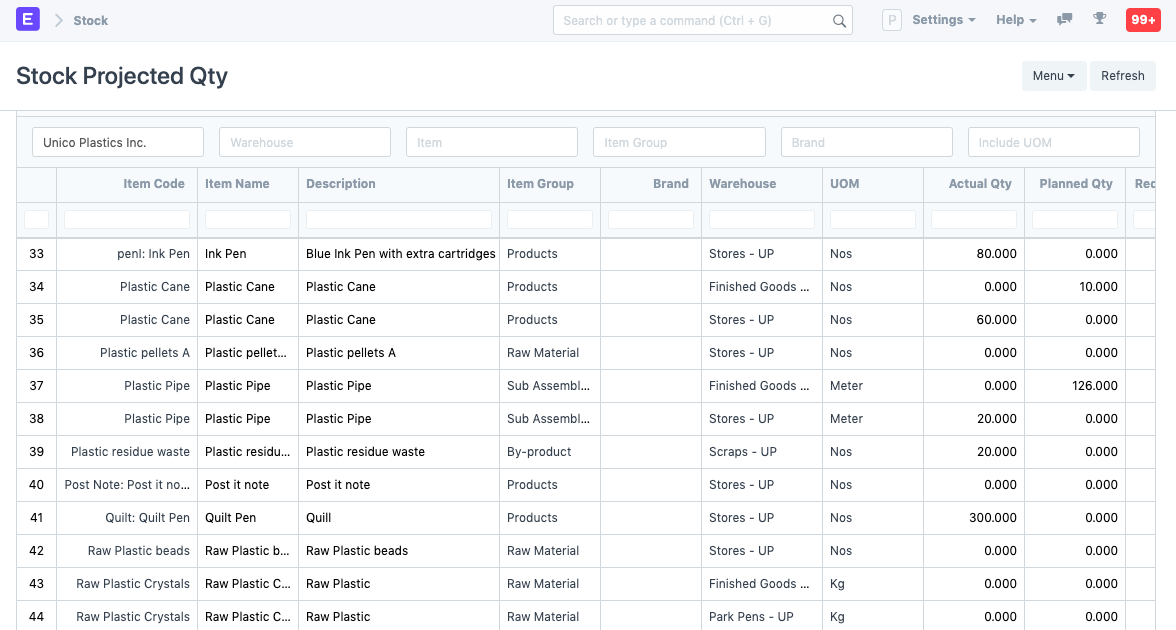 E Stock Search or type a command (Ctrl + G) P Settings Help 99+
Stock Projected Qty Menu Refresh
Unico Plastics Inc. Warehouse Item Item Group Brand Include UOM
Item Code Item Name Description Item Group Brand Warehouse UOM Actual Qty Planned Qty Req
33 penI: Ink Pen Ink Pen Blue Ink Pen with extra cartridges Products Stores - UP Nos 80.000 0.000
34 Plastic Cane Plastic Cane Plastic Cane Products Finished Goods ... Nos 0.000 10.000
35 Plastic Cane Plastic Cane Plastic Cane Products Stores - UP Nos 60.000 0.000
36 Plastic pellets A Plastic pellet... Plastic pellets A Raw Material Stores - UP Nos 0.000 0.000
37 Plastic Pipe Plastic Pipe Plastic Pipe Sub Assembl... Finished Goods ... Meter 0.000 126.000
38 Plastic Pipe Plastic Pipe Plastic Pipe Sub Assembl... Stores - UP Meter 20.000 0.000
39 Plastic residue waste Plastic residu... Plastic residue waste By-product Scraps - UP Nos 20.000 0.000
40 Post Note: Post it no... Post it note Post it note Products Stores - UP Nos 0.000 0.000
41 Quilt: Quilt Pen Quilt Pen Quill Products Stores - UP Nos 300.000 0.000
42 Raw Plastic beads Raw Plastic b... Raw Plastic beads Raw Material Stores - UP Nos 0.000 0.000
43 Raw Plastic Crystals Raw Plastic C... Raw Plastic Raw Material Finished Goods ... Kg 0.000 0.000
44 Raw Plastic Crystals Raw Plastic C... Raw Plastic Raw Material Park Pens - UP Kg 0.000 0.000